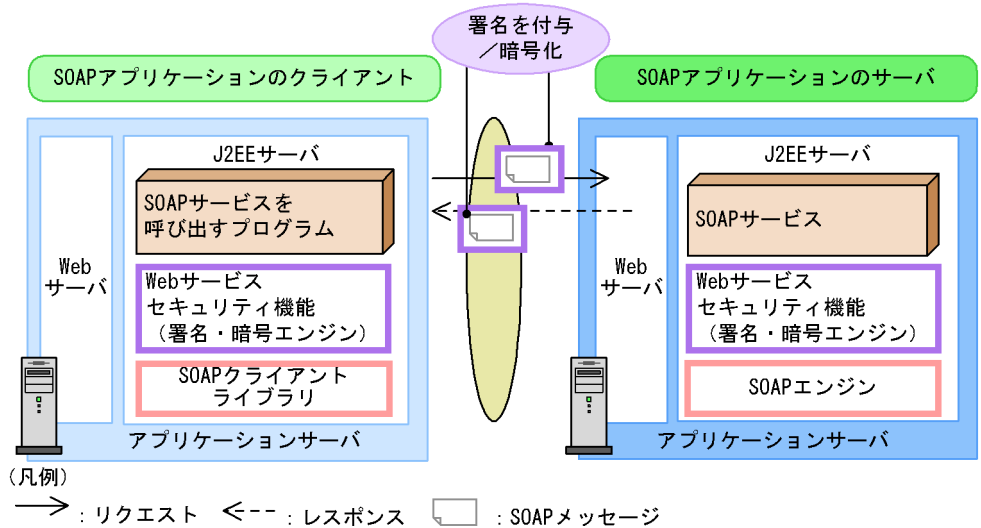 署名を付与
／暗号化
SOAPアプリケーションのクライアント
SOAPアプリケーションのサーバ
J2EEサーバ
SOAPサービスを
呼び出すプログラム
Web
サーバ
Webサービス
セキュリティ機能
（署名・暗号エンジン）
SOAPクライアント
ライブラリ
アプリケーションサーバ
J2EEサーバ
SOAPサービス
Web
サーバ
Webサービス
セキュリティ機能
（署名・暗号エンジン）
SOAPエンジン
アプリケーションサーバ
（凡例）
：リクエスト ：レスポンス ：SOAPメッセージ